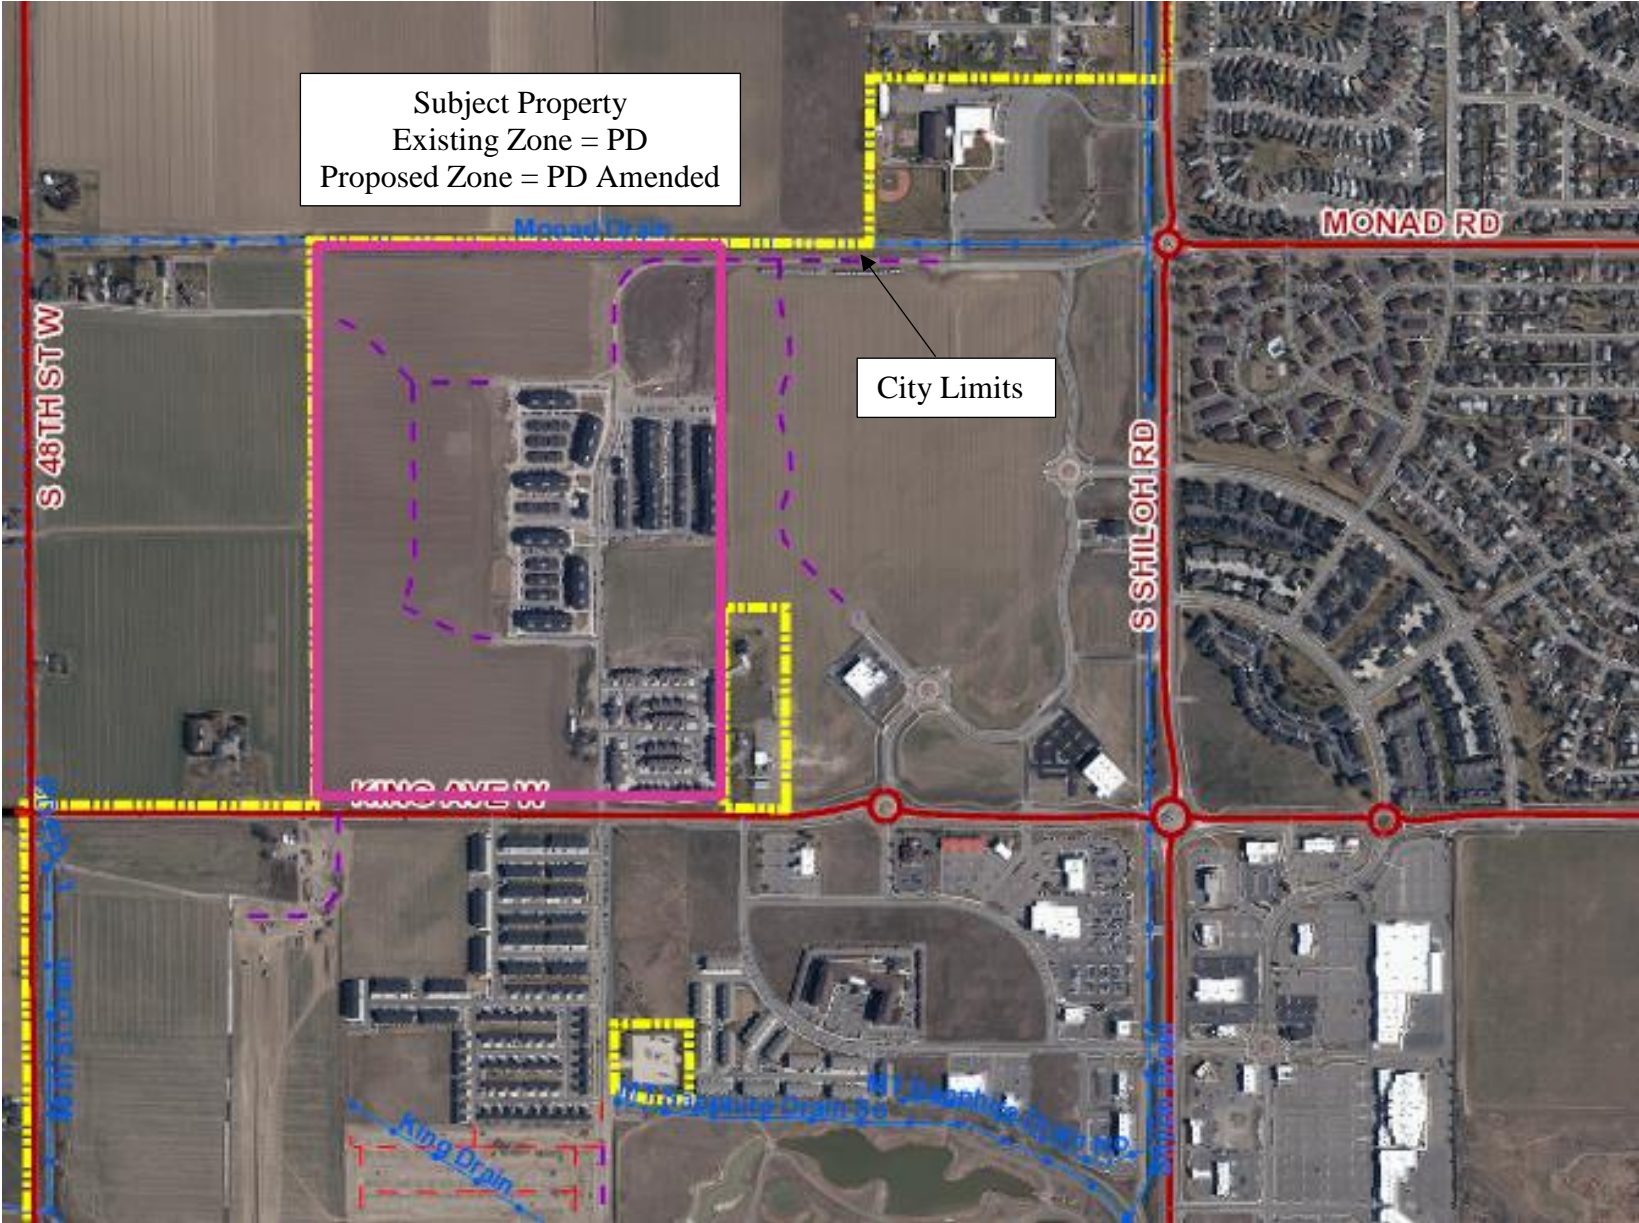 Subject Property
Existing Zone = PD
Proposed Zone = PD Amended
Monad Drain
MONAD RD
City Limits
S 48TH ST W
S SHILOH RD
KING AVE W
King Drain